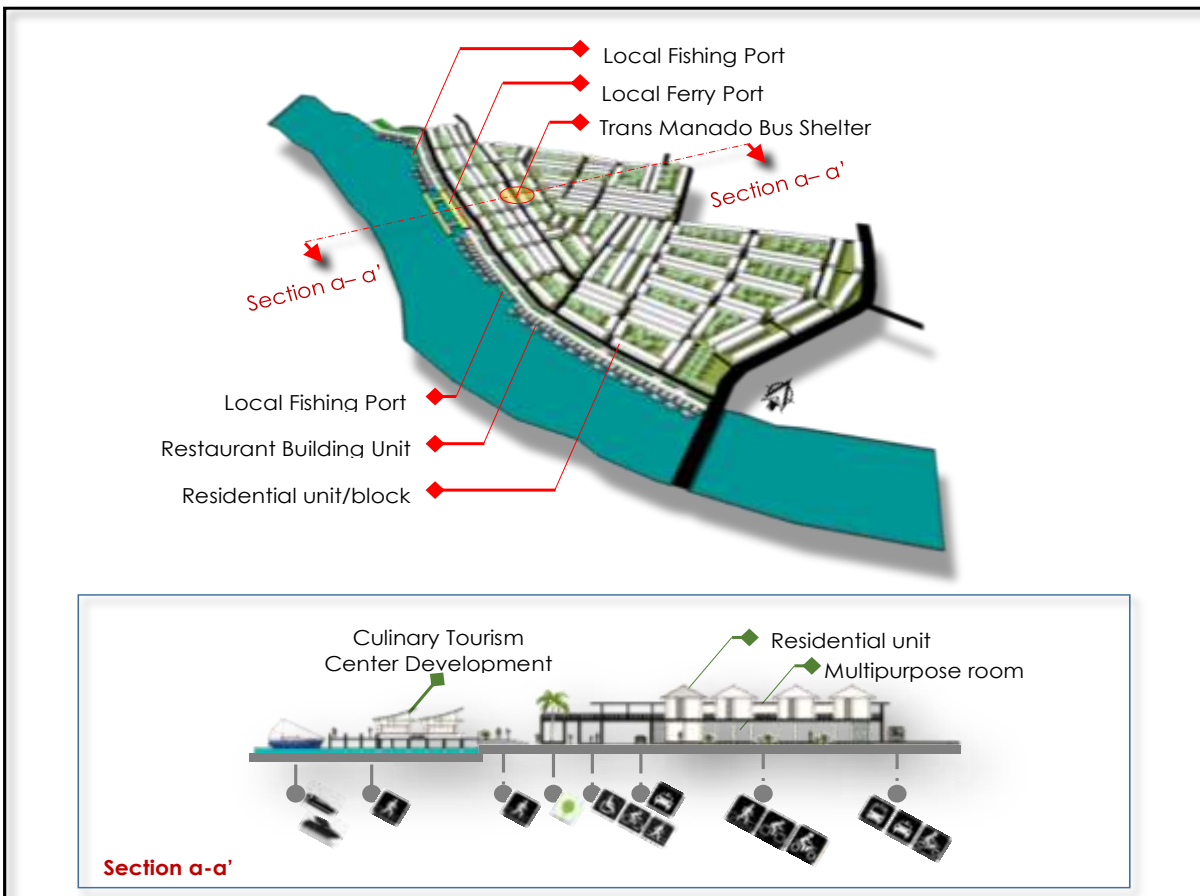 Local Fishing Port
Local Ferry Port
Trans Manado Bus Shelter
Section a– a’
Section a– a’
Local Fishing Port
Restaurant Building Unit
Residential unit/block
Culinary Tourism
Center Development
Residential unit
Multipurpose room
Section a-a’